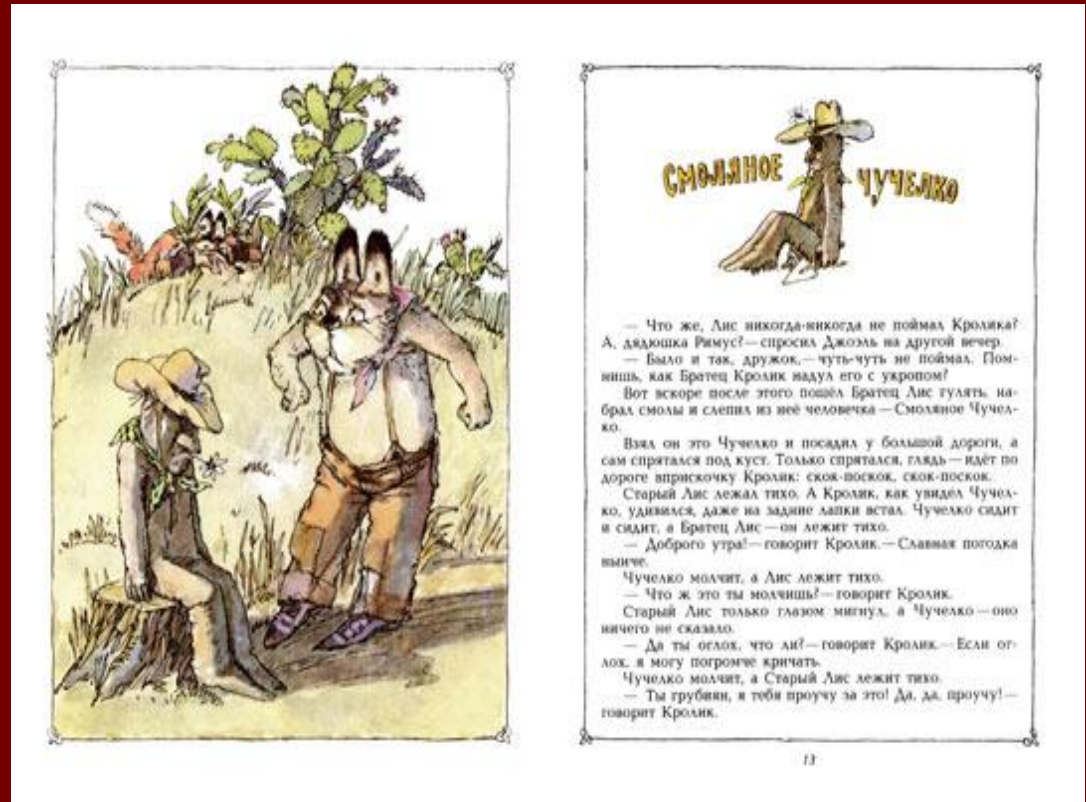 СМОЛЯНОЕ ЧУЧЕЛКО
— Что же, Лис никогда-никогда не поймал Кролика?
А, дядюшка Римус?—спросил Джоэль на другой вечер.
— Было и так, дружок,—чуть-чуть не поймал. Пом-
нишь, как Братец Кролик надул его с укропом?
Вот вскоре после этого пошёл Братец Лис гулять, на-
брал смолы и слепил из неё человечка—Смоляное Чучел-
ко.
Взял он это Чучелко и посадил у большой дороги, а
сам спрятался под куст. Только спрятался, глядь—идёт по
дороге вприскочку Кролик: скок-поскок, скок-поскок.
Старый Лис лежал тихо. А Кролик, как увидел Чучел-
ко, удивился, даже на задние лапки встал. Чучелко сидит
и сидит, а Братец Лис—он лежит тихо.
— Доброго утра!—говорит Кролик.—Славная погодка
нынче.
Чучелко молчит, а Лис лежит тихо.
— Что ж это ты молчишь?—говорит Кролик.
Старый Лис только глазом мигнул, а Чучелко—оно
ничего не сказало.
— Да ты оглох, что ли?—говорит Кролик.—Если ог-
лох, я могу погромче кричать.
Чучелко молчит, а Старый Лис лежит тихо.
— Ты грубиян, я тебя проучу за это! Да, да, проучу!—
говорит Кролик.
13